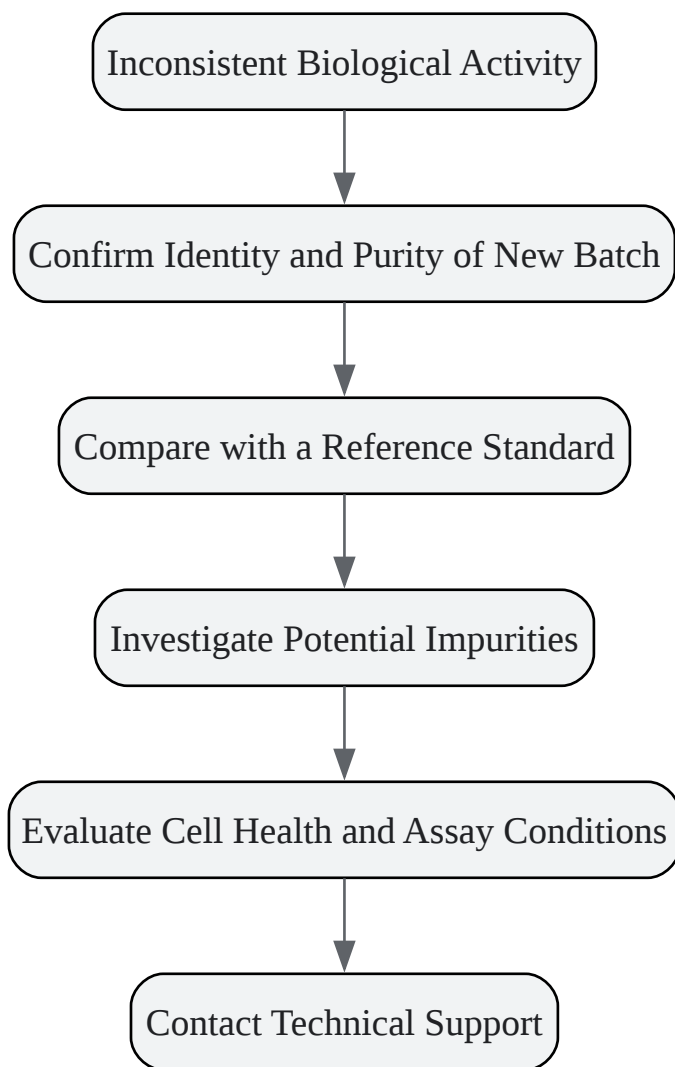 Inconsistent Biological Activity
Confirm Identity and Purity of New Batch
Compare with a Reference Standard
Investigate Potential Impurities
Evaluate Cell Health and Assay Conditions
Contact Technical Support